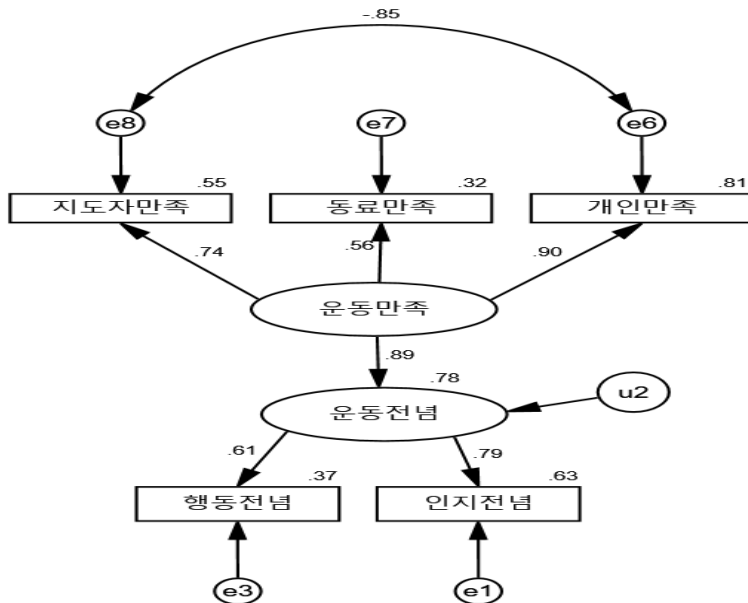 -.85
e8 e7 e6
.55 .32 .81
지도자만족 동료만족 개인만족
.74 .56 .90
운동만족
.89
.78
운동전념 u2
.61 .79
.37 .63
행동전념 인지전념
e3 e1